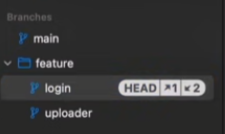 Branches
main
feature
login HEAD ↗1 ↙2
uploader